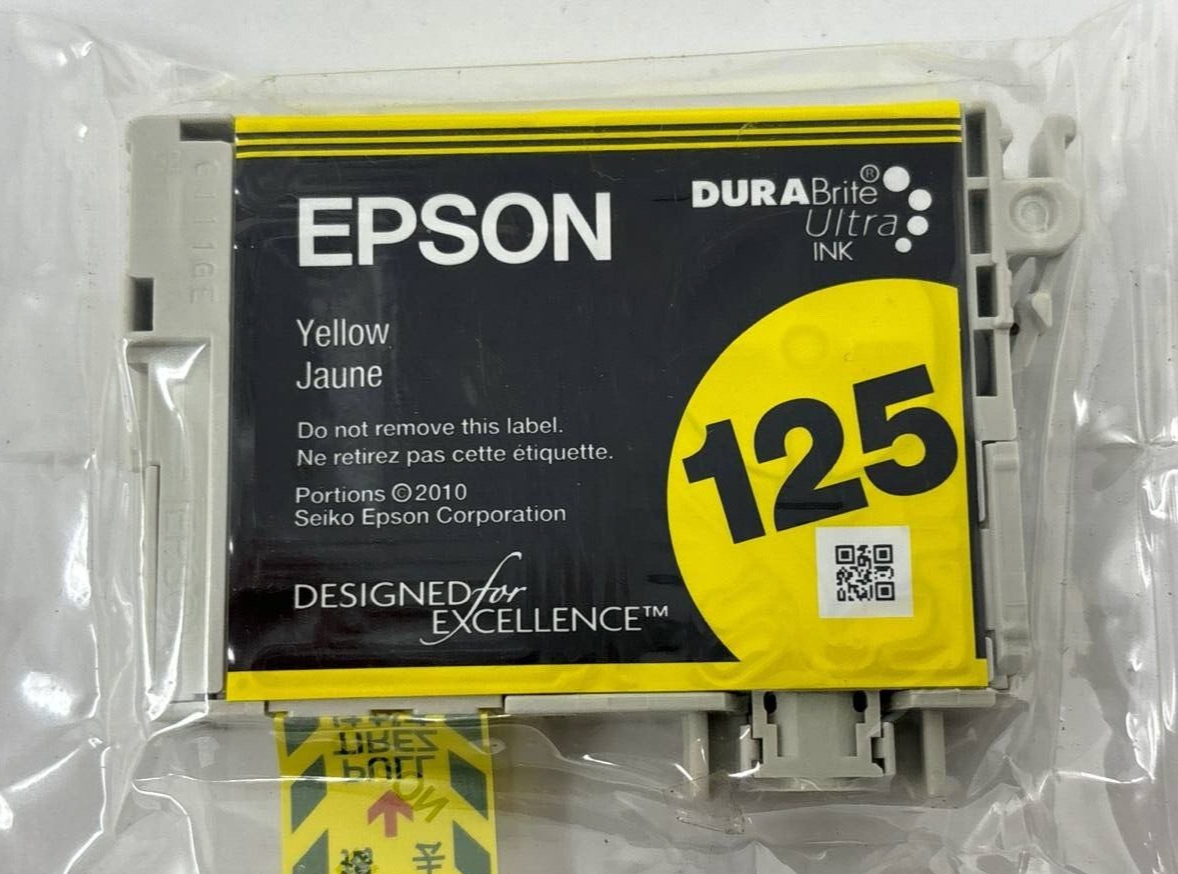 EPSON
DURABrite®
Ultra
INK
Yellow
Jaune
Do not remove this label.
Ne retirez pas cette étiquette.
Portions ©2010
Seiko Epson Corporation
DESIGNED for
EXCELLENCE™
125
TIREZ
PULL